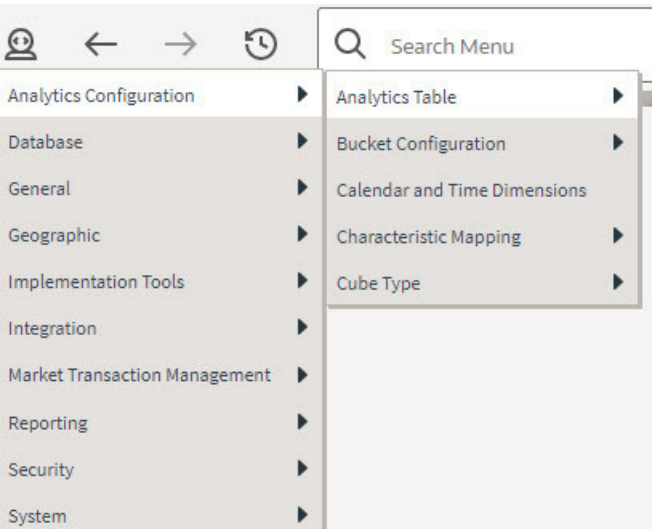 Search Menu
Analytics Configuration
Database
General
Geographic
Implementation Tools
Integration
Market Transaction Management
Reporting
Security
System
Analytics Table
Bucket Configuration
Calendar and Time Dimensions
Characteristic Mapping
Cube Type